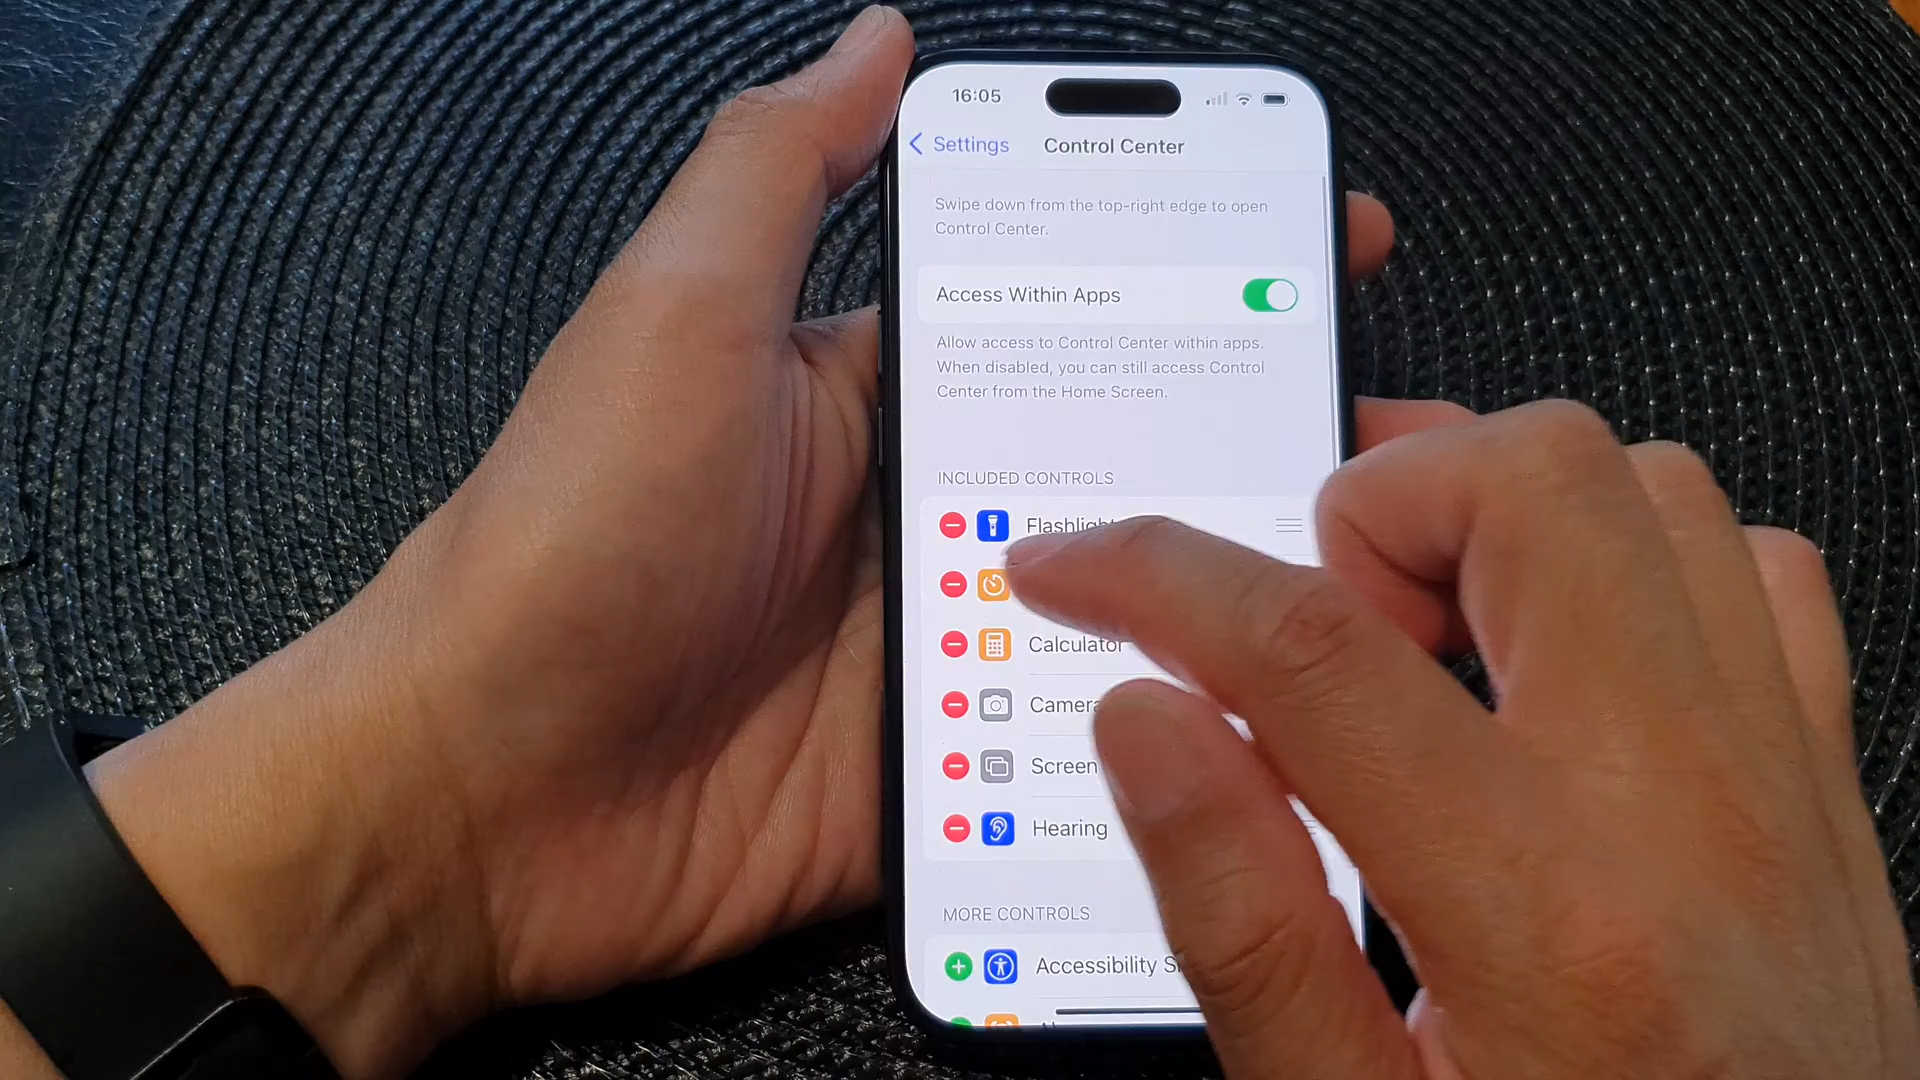 16:05
Settings
Control Center
Swipe down from the top-right edge to open
Control Center.
Access Within Apps
Allow access to Control Center within apps.
When disabled, you can still access Control
Center from the Home Screen.
INCLUDED CONTROLS
Flashlight
Calculator
Camera
Screen
Hearing
MORE CONTROLS
Accessibility